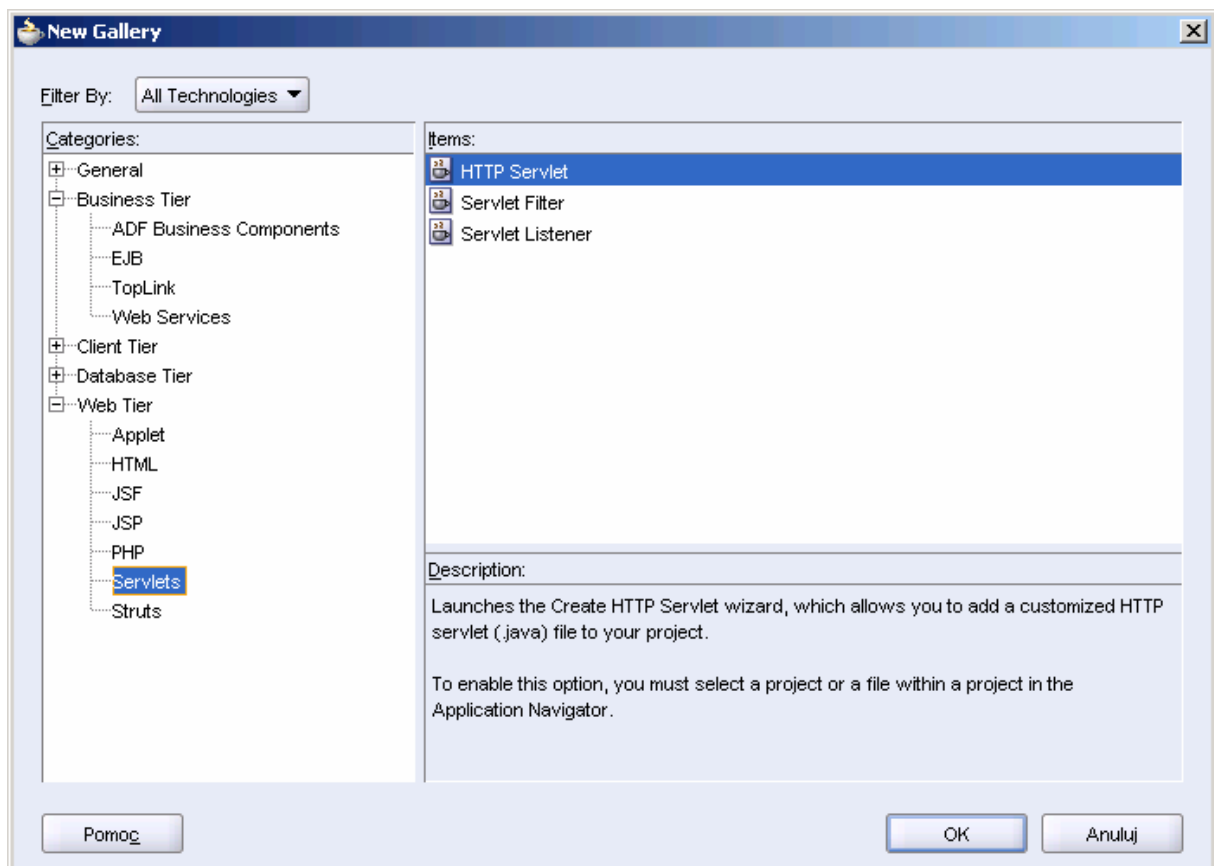 New Gallery
Filter By: All Technologies
Categories:
General
Business Tier
ADF Business Components
EJB
TopLink
Web Services
Client Tier
Database Tier
Web Tier
Applet
HTML
JSF
JSP
PHP
Servlets
Struts
Items:
HTTP Servlet
Servlet Filter
Servlet Listener
Description:
Launches the Create HTTP Servlet wizard, which allows you to add a customized HTTP
servlet (.java) file to your project.
To enable this option, you must select a project or a file within a project in the
Application Navigator.
Pomoc
OK
Anuluj